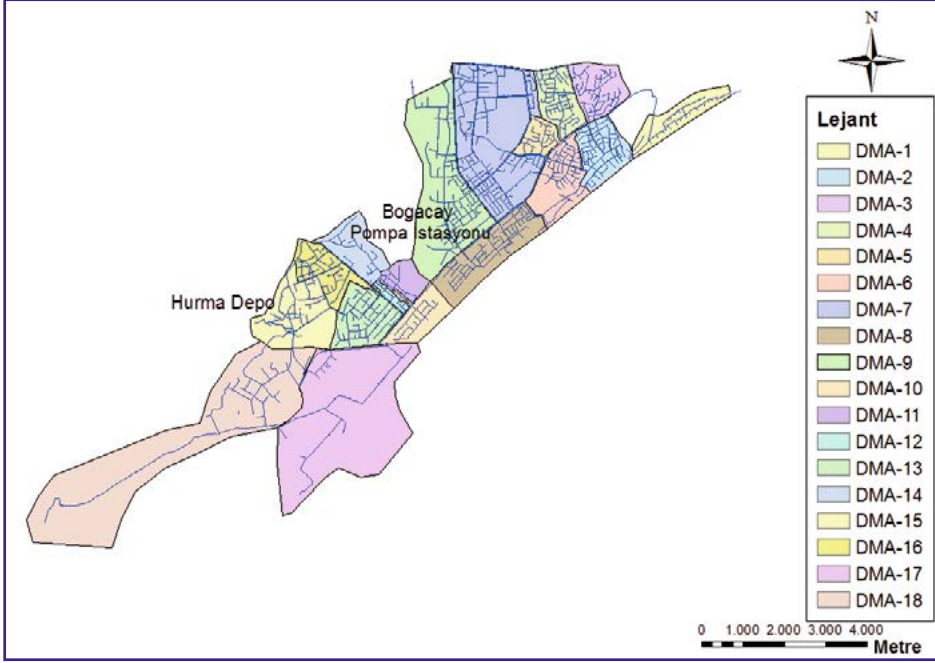 N
Lejant
DMA-1
DMA-2
DMA-3
DMA-4
DMA-5
DMA-6
DMA-7
DMA-8
DMA-9
DMA-10
DMA-11
DMA-12
DMA-13
DMA-14
DMA-15
DMA-16
DMA-17
DMA-18
Bogacay
Pompa İstasyonu
Hurma Depo
0 1.000 2.000 3.000 4.000
Metre